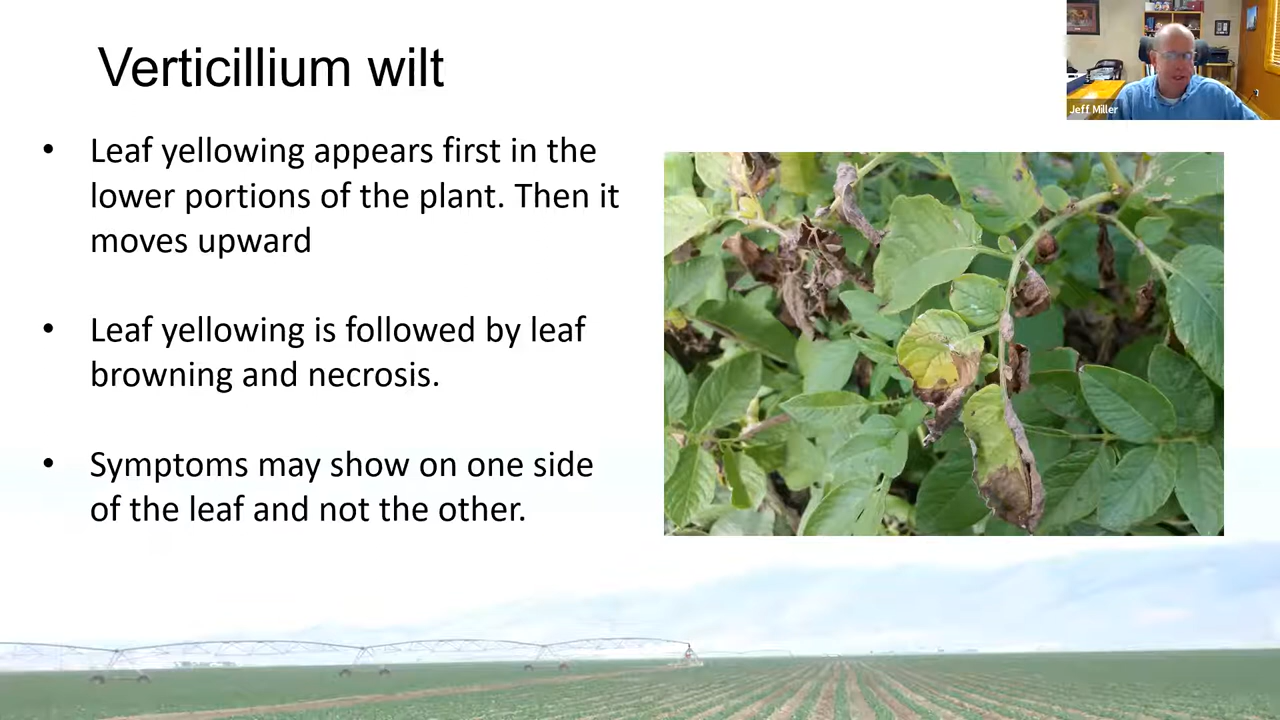 Verticillium wilt
Jeff Miller
• Leaf yellowing appears first in the
lower portions of the plant. Then it
moves upward
• Leaf yellowing is followed by leaf
browning and necrosis.
• Symptoms may show on one side
of the leaf and not the other.